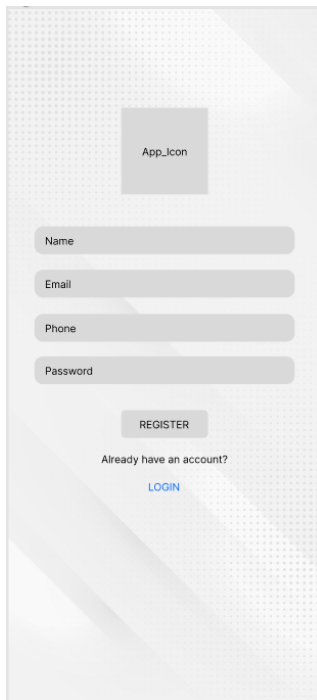 App_Icon
Name
Email
Phone
Password
REGISTER
Already have an account?
LOGIN